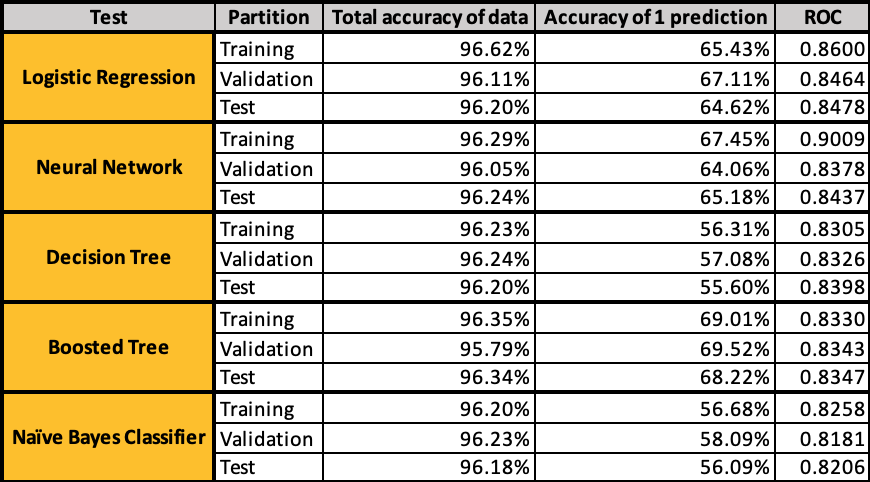 Test Partition Total accuracy of data Accuracy of 1 prediction ROC
Logistic Regression
Training 96.62% 65.43% 0.8600
Validation 96.11% 67.11% 0.8464
Test 96.20% 64.62% 0.8478
Neural Network
Training 96.29% 67.45% 0.9009
Validation 96.05% 64.06% 0.8378
Test 96.24% 65.18% 0.8437
Decision Tree
Training 96.23% 56.31% 0.8305
Validation 96.24% 57.08% 0.8326
Test 96.20% 55.60% 0.8398
Boosted Tree
Training 96.35% 69.01% 0.8330
Validation 95.79% 69.52% 0.8343
Test 96.34% 68.22% 0.8347
Naïve Bayes Classifier
Training 96.20% 56.68% 0.8258
Validation 96.23% 58.09% 0.8181
Test 96.18% 56.09% 0.8206